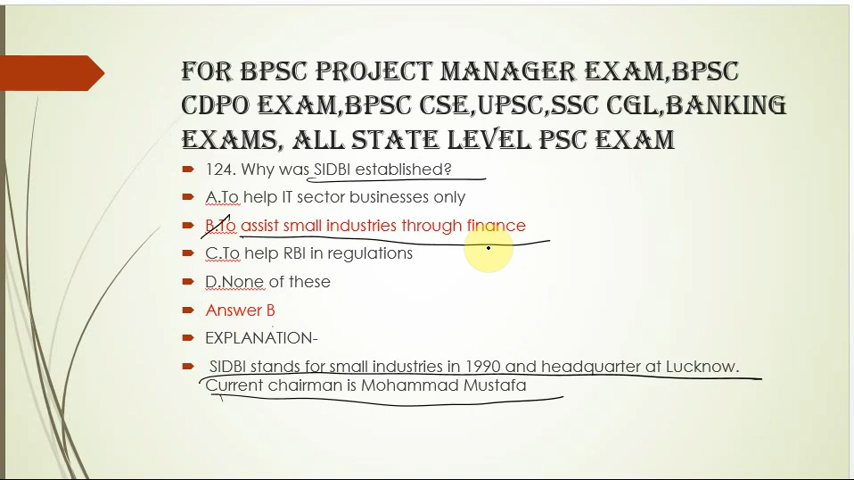 FOR BPSC PROJECT MANAGER EXAM,BPSC
CDPO EXAM,BPSC CSE,UPSC,SSC CGL,BANKING
EXAMS, ALL STATE LEVEL PSC EXAM
124. Why was SIDBI established?
A.To help IT sector businesses only
B.To assist small industries through finance
C.To help RBI in regulations
D.None of these
Answer B
EXPLANATION-
SIDBI stands for small industries in 1990 and headquarter at Lucknow.
Current chairman is Mohammad Mustafa